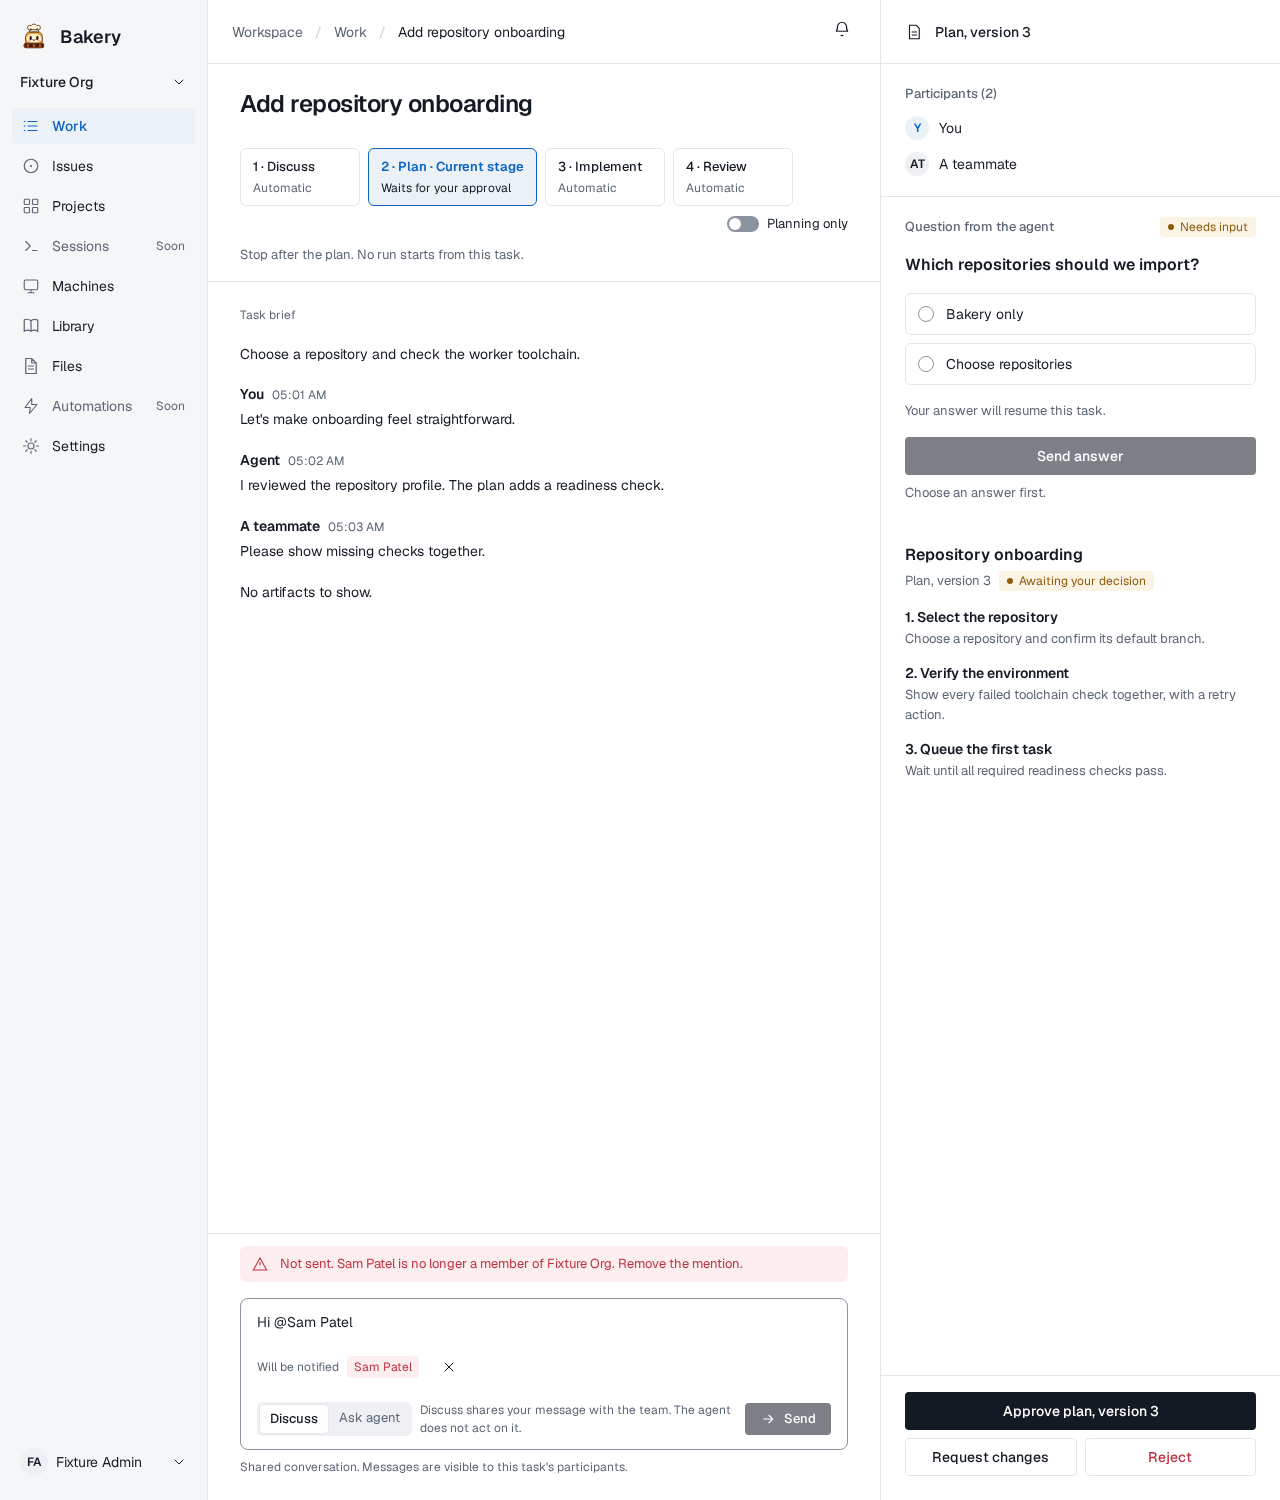 Bakery
Fixture Org
Work
Issues
Projects
Sessions Soon
Machines
Library
Files
Automations Soon
Settings
FA Fixture Admin
Workspace / Work / Add repository onboarding
Add repository onboarding
1 · Discuss
Automatic
2 · Plan · Current stage
Waits for your approval
3 · Implement
Automatic
4 · Review
Automatic
Planning only
Stop after the plan. No run starts from this task.
Task brief
Choose a repository and check the worker toolchain.
You 05:01 AM
Let's make onboarding feel straightforward.
Agent 05:02 AM
I reviewed the repository profile. The plan adds a readiness check.
A teammate 05:03 AM
Please show missing checks together.
No artifacts to show.
Not sent. Sam Patel is no longer a member of Fixture Org. Remove the mention.
Hi @Sam Patel
Will be notified Sam Patel
Discuss Ask agent
Discuss shares your message with the team. The agent
does not act on it.
Send
Shared conversation. Messages are visible to this task's participants.
Plan, version 3
Participants (2)
Y You
AT A teammate
Question from the agent Needs input
Which repositories should we import?
Bakery only
Choose repositories
Your answer will resume this task.
Send answer
Choose an answer first.
Repository onboarding
Plan, version 3 Awaiting your decision
1. Select the repository
Choose a repository and confirm its default branch.
2. Verify the environment
Show every failed toolchain check together, with a retry
action.
3. Queue the first task
Wait until all required readiness checks pass.
Approve plan, version 3
Request changes Reject